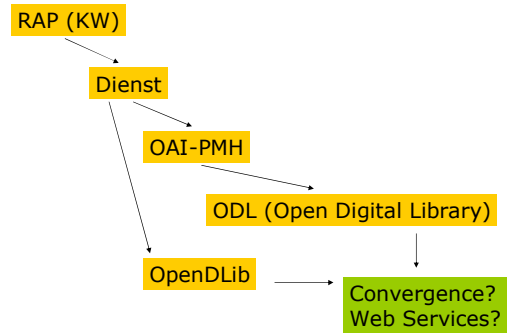 RAP (KW)
Dienst
OAI-PMH
ODL (Open Digital Library)
OpenDLib
Convergence?
Web Services?